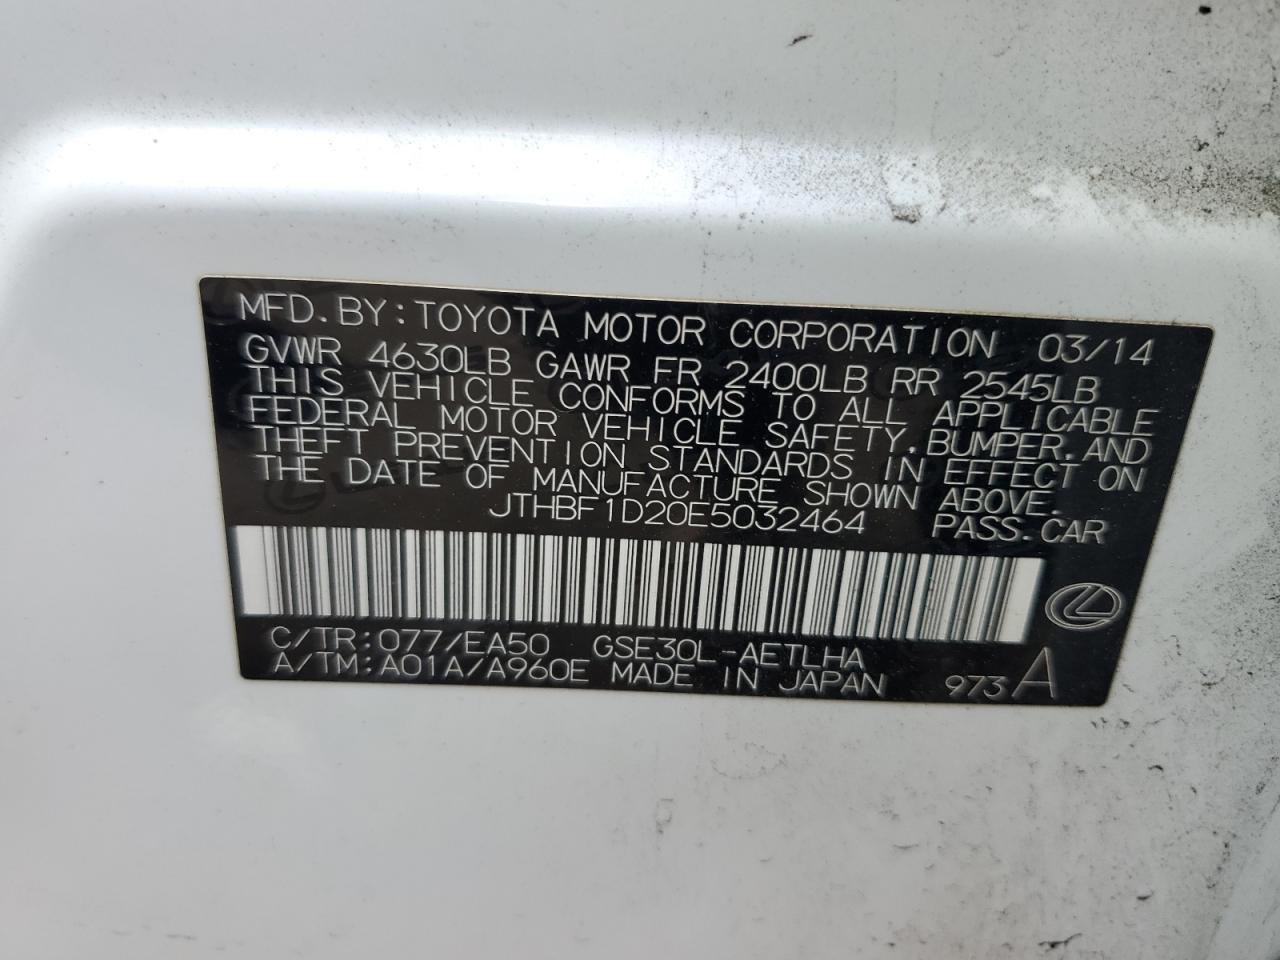 MFD. BY: TOYOTA MOTOR CORPORATION 03/14
GVWR 4630LB GAWR FR 2400LB RR 2545LB
THIS VEHICLE CONFORMS TO ALL APPLICABLE
FEDERAL MOTOR VEHICLE SAFETY, BUMPER, AND
THEFT PREVENTION STANDARDS IN EFFECT ON
THE DATE OF MANUFACTURE SHOWN ABOVE.
JTHBF1D20E5032464 PASS. CAR
C/TR: 077/EA50 GSE30L-AETLHA
A/TM: A01A/A960E MADE IN JAPAN 973 A